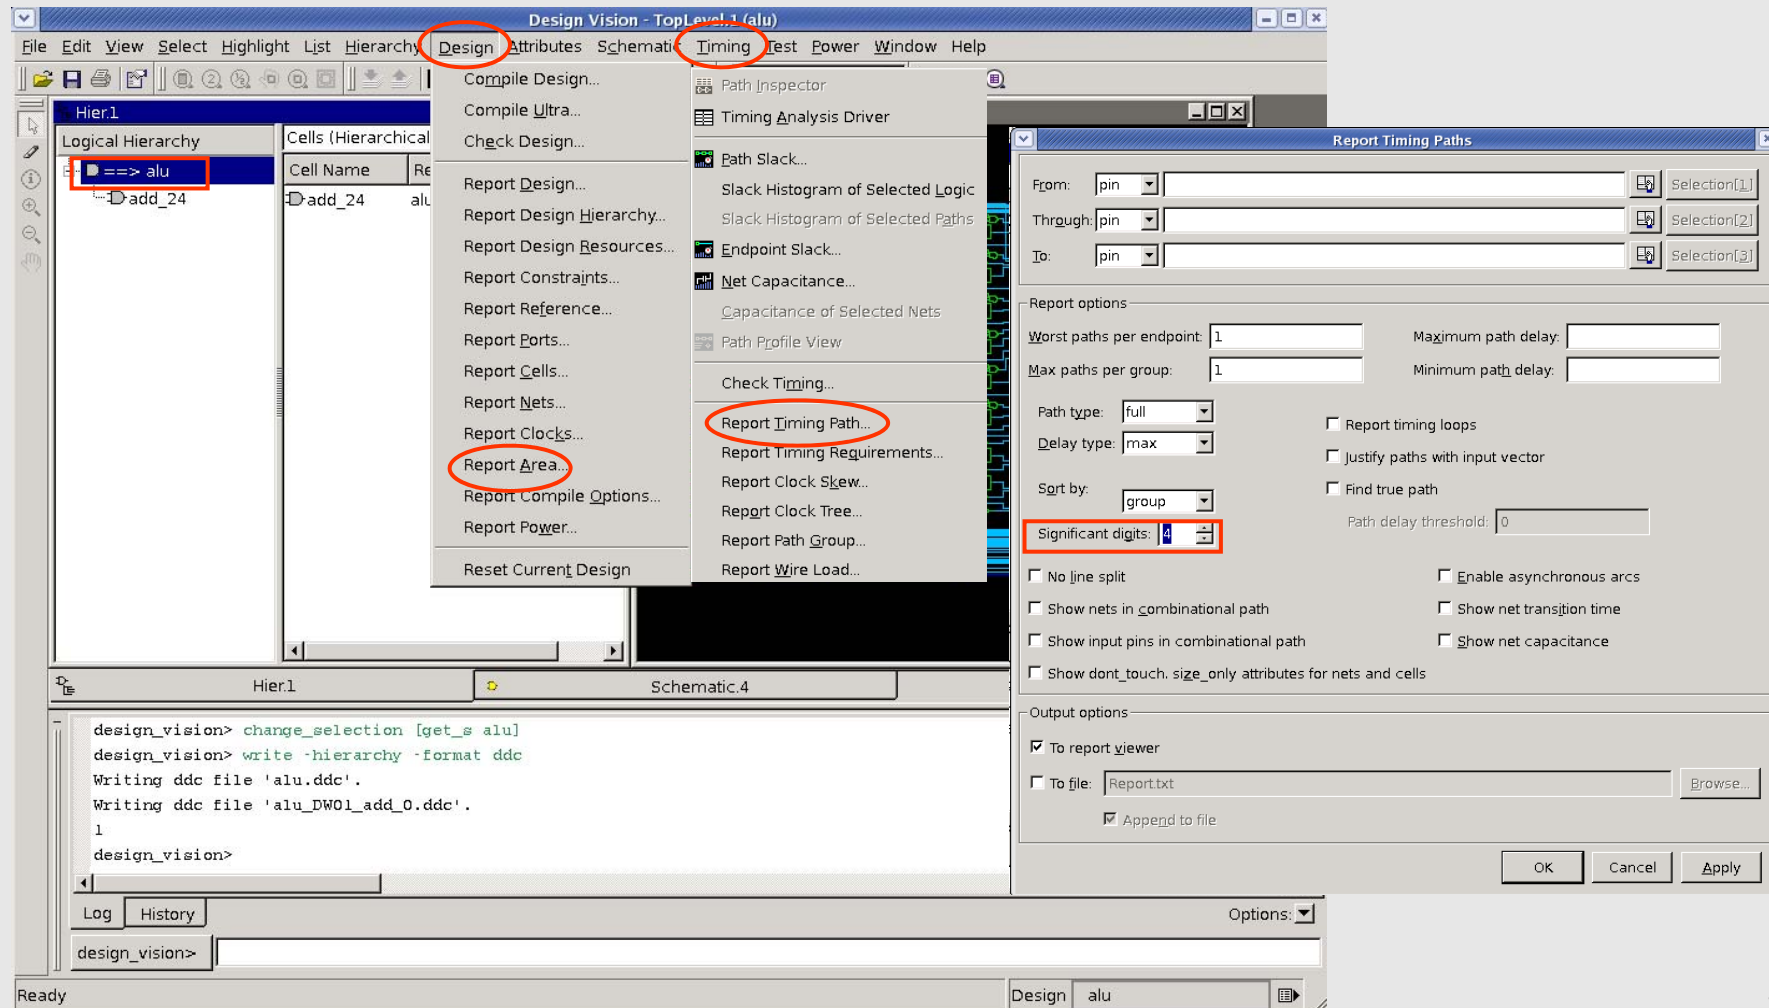 Design Vision - TopLevel.1 (alu)
File Edit View Select Highlight List Hierarchy Design Attributes Schematic Timing Test Power Window Help
Hier.1
Logical Hierarchy
==> alu
add_24
Cells (Hierarchical
Cell Name
Re
add_24 alu
Compile Design...
Compile Ultra...
Check Design...
Report Design...
Report Design Hierarchy...
Report Design Resources...
Report Constraints...
Report Reference...
Report Ports...
Report Cells...
Report Nets...
Report Clocks...
Report Area...
Report Compile Options...
Report Power...
Reset Current Design
Path Inspector
Timing Analysis Driver
Path Slack...
Slack Histogram of Selected Logic
Slack Histogram of Selected Paths
Endpoint Slack...
Net Capacitance...
Capacitance of Selected Nets
Path Profile View
Check Timing...
Report Timing Path...
Report Timing Requirements...
Report Clock Skew...
Report Clock Tree...
Report Path Group...
Report Wire Load...
Report Timing Paths
From: pin Selection[1]
Through: pin Selection[2]
To: pin Selection[3]
Report options
Worst paths per endpoint: 1 Maximum path delay:
Max paths per group: 1 Minimum path delay:
Path type: full
Delay type: max
Sort by: group
Significant digits: 4
Report timing loops
Justify paths with input vector
Find true path
Path delay threshold: 0
No line split Enable asynchronous arcs
Show nets in combinational path Show net transition time
Show input pins in combinational path Show net capacitance
Show dont_touch. size_only attributes for nets and cells
Output options
To report viewer
To file: Report.txt Browse...
Append to file
OK Cancel Apply
Hier.1 Schematic.4
design_vision> change_selection [get_s alu]
design_vision> write -hierarchy -format ddc
Writing ddc file 'alu.ddc'.
Writing ddc file 'alu_DW01_add_0.ddc'.
1
design_vision>
Log History Options:
design_vision>
Ready Design alu